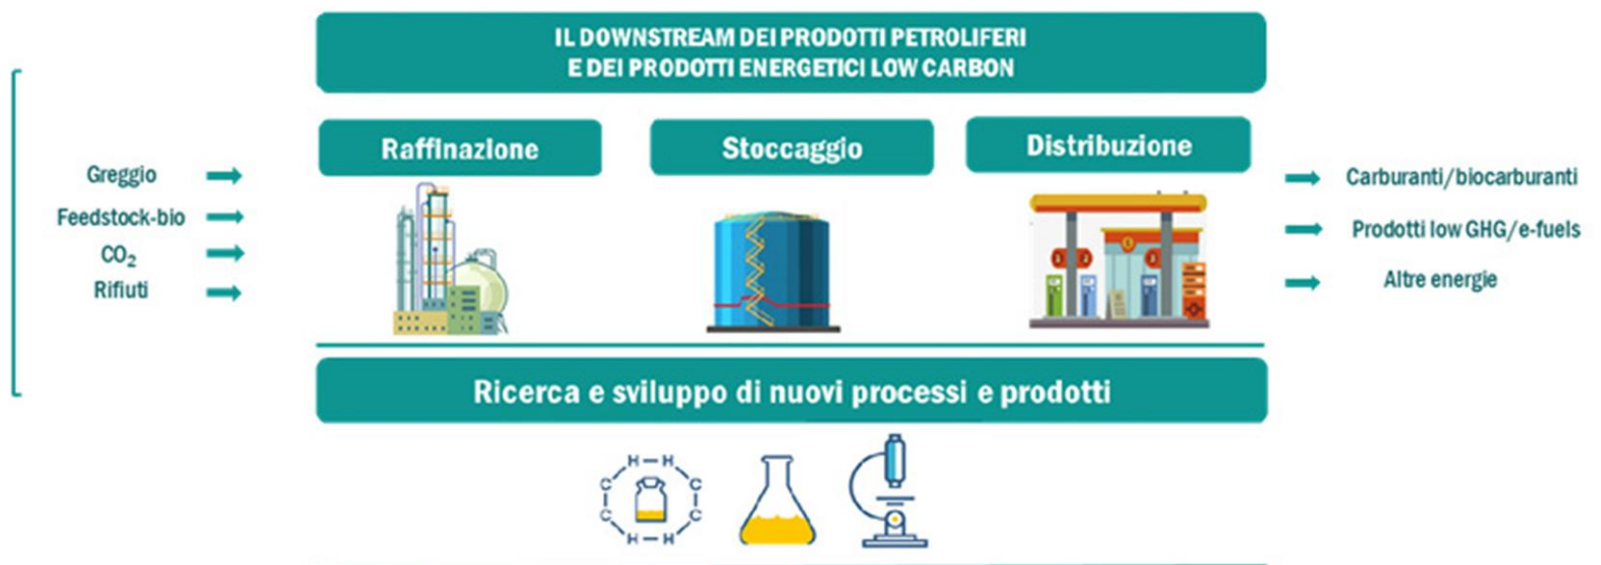 IL DOWNSTREAM DEI PRODOTTI PETROLIFERI
E DEI PRODOTTI ENERGETICI LOW CARBON
Raffinazione
Stoccaggio
Distribuzione
Greggio
Feedstock-bio
CO₂
Rifiuti
Carburanti/biocarburanti
Prodotti low GHG/e-fuels
Altre energie
Ricerca e sviluppo di nuovi processi e prodotti
H H
C C
C C
H H